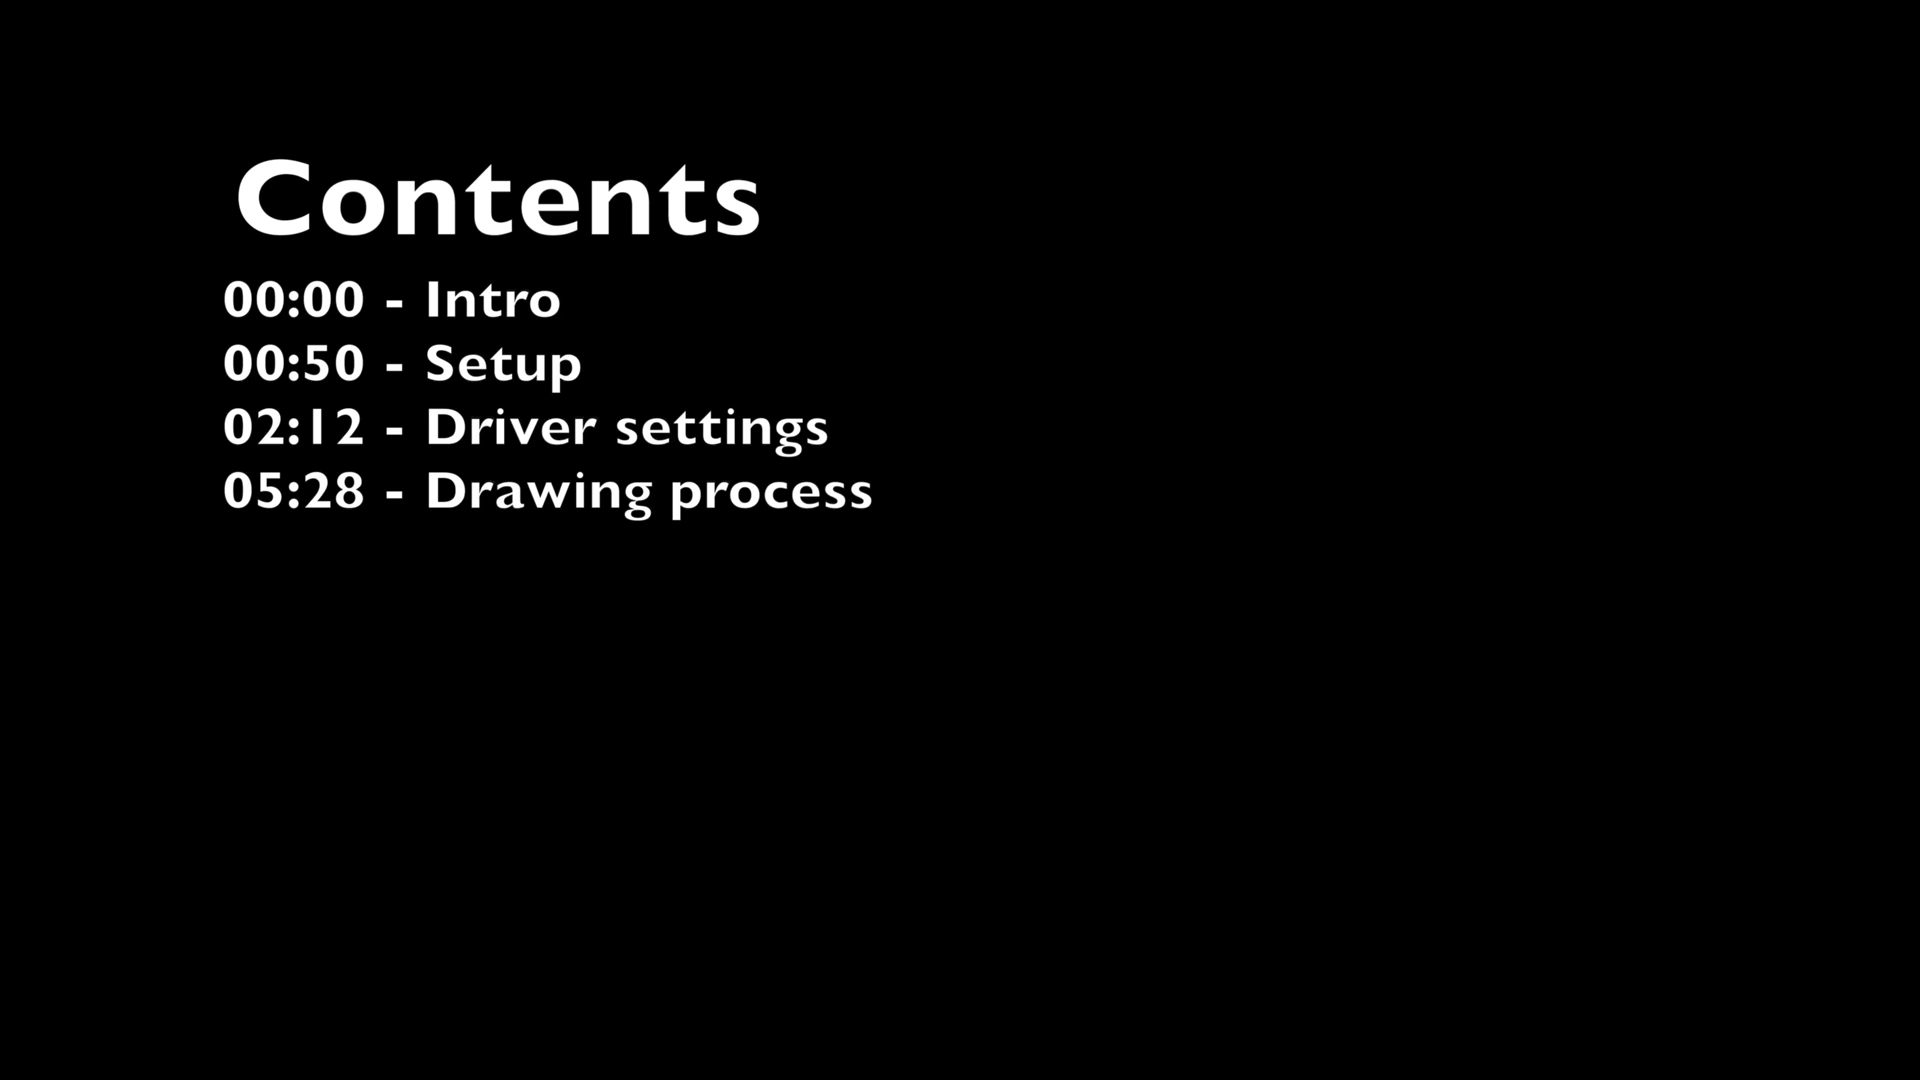 Contents
00:00 - Intro
00:50 - Setup
02:12 - Driver settings
05:28 - Drawing process